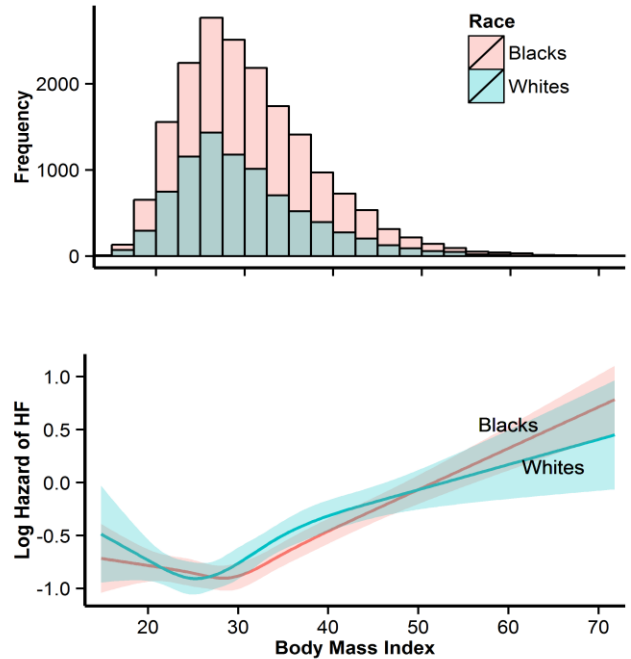 Race
Blacks
Whites
Frequency
2000
1000
0
Log Hazard of HF
1.0
0.5
0.0
-0.5
-1.0
Blacks
Whites
20 30 40 50 60 70
Body Mass Index